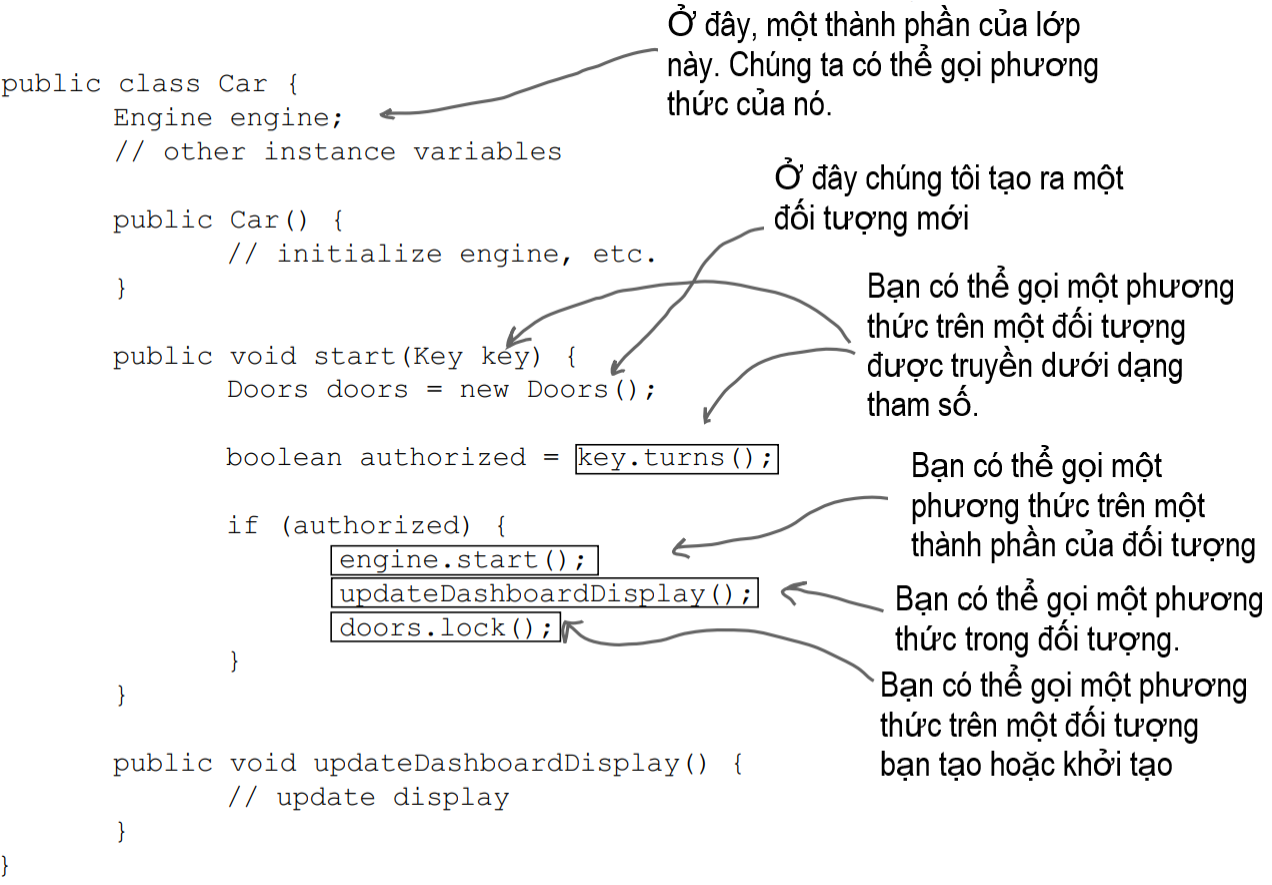 Ở đây, một thành phần của lớp
này. Chúng ta có thể gọi phương
thức của nó.
public class Car {
Engine engine;
// other instance variables
Ở đây chúng tôi tạo ra một
đối tượng mới
public Car() {
// initialize engine, etc.
}
Bạn có thể gọi một phương
thức trên một đối tượng
được truyền dưới dạng
tham số.
public void start(Key key) {
Doors doors = new Doors();
boolean authorized = key.turns();
Bạn có thể gọi một
phương thức trên một
thành phần của đối tượng
if (authorized) {
engine.start();
updateDashboardDisplay();
doors.lock();
}
}
Bạn có thể gọi một phương
thức trong đối tượng.
Bạn có thể gọi một phương
thức trên một đối tượng
bạn tạo hoặc khởi tạo
public void updateDashboardDisplay() {
// update display
}
}